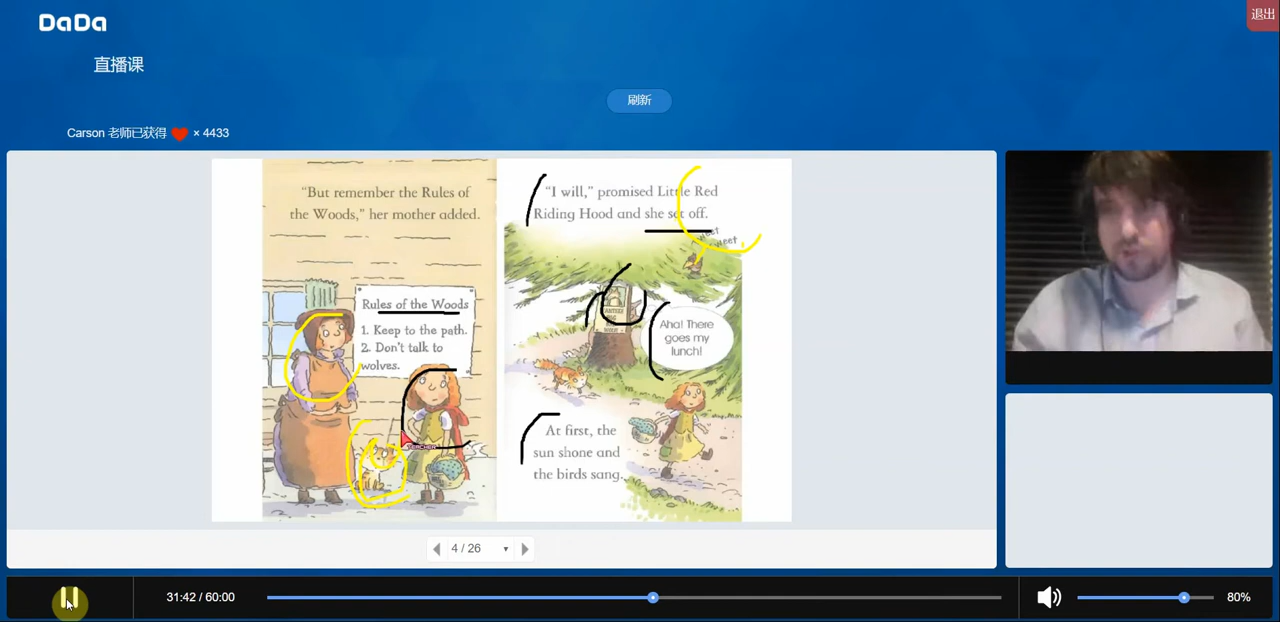 DaDa
退出
直播课
刷新
Carson 老师已获得 × 4433
"But remember the Rules of
the Woods," her mother added.
Rules of the Woods
1. Keep to the path.
2. Don't talk to
wolves.
"I will," promised Little Red
Riding Hood and she set off.
Aha! There
goes my
lunch!
At first, the
sun shone and
the birds sang.
4 / 26
31:42 / 60:00
80%